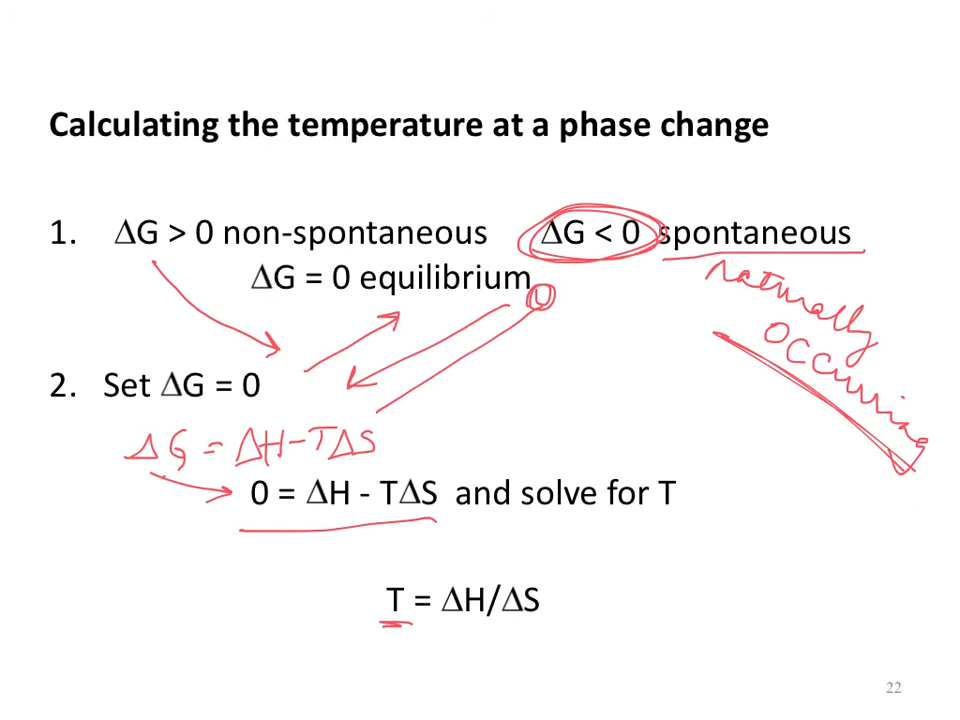 Calculating the temperature at a phase change
1. ΔG > 0 non-spontaneous ΔG < 0 spontaneous
ΔG = 0 equilibrium
naturally
occurring
2. Set ΔG = 0
ΔG = ΔH - TΔS
0 = ΔH - TΔS and solve for T
T = ΔH/ΔS
22